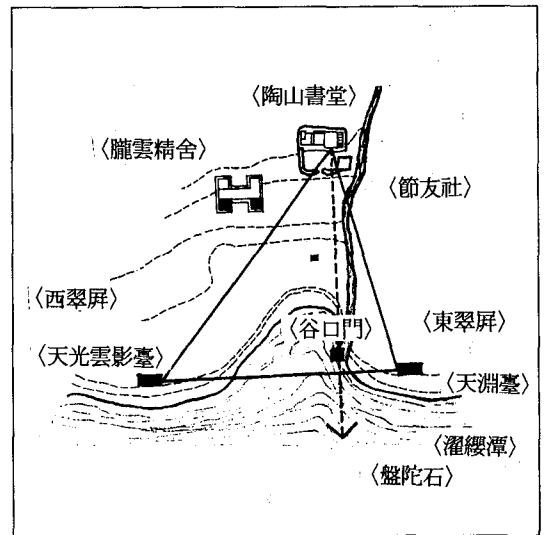 〈陶山書堂〉
〈朧雲精舍〉
〈節友社〉
〈西翠屛〉
〈谷口門〉
〈東翠屛〉
〈天光雲影臺〉
〈天淵臺〉
〈濯纓潭〉
〈盤陀石〉